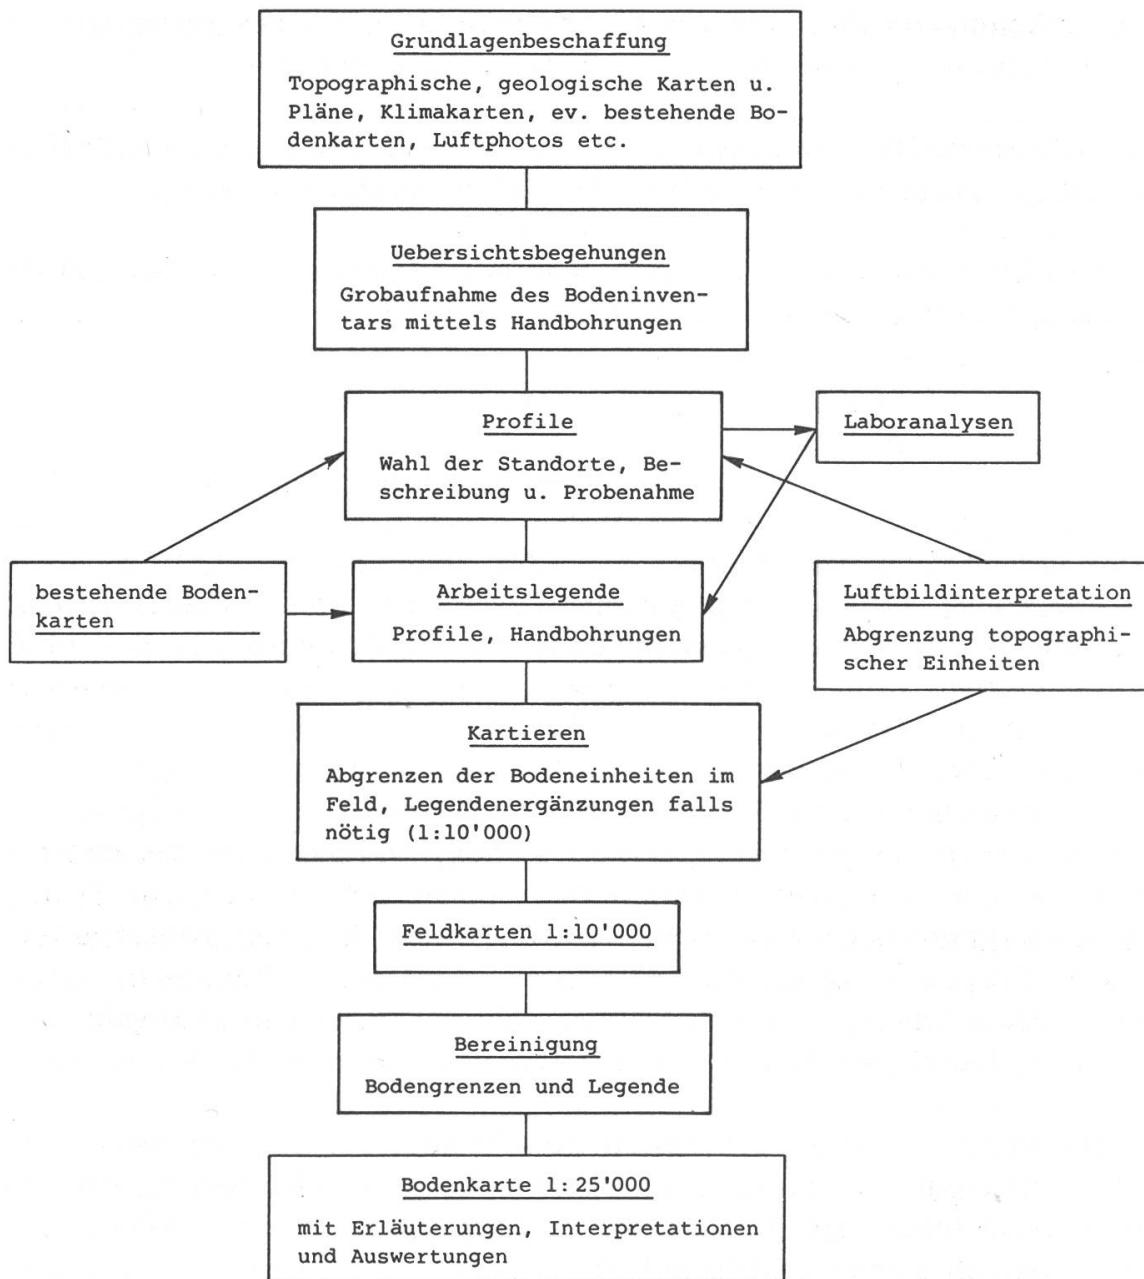 Grundlagenbeschaffung
Topographische, geologische Karten u.
Pläne, Klimakarten, ev. bestehende Bo-
denkarten, Luftphotos etc.
Uebersichtsbegehungen
Grobaufnahme des Bodeninven-
tars mittels Handbohrungen
Profile
Wahl der Standorte, Be-
schreibung u. Probenahme
Laboranalysen
bestehende Boden-
karten
Arbeitslegende
Profile, Handbohrungen
Luftbildinterpretation
Abgrenzung topographi-
scher Einheiten
Kartieren
Abgrenzen der Bodeneinheiten im
Feld, Legendenergänzungen falls
nötig (1:10'000)
Feldkarten 1:10'000
Bereinigung
Bodengrenzen und Legende
Bodenkarte 1:25'000
mit Erläuterungen, Interpretationen
und Auswertungen